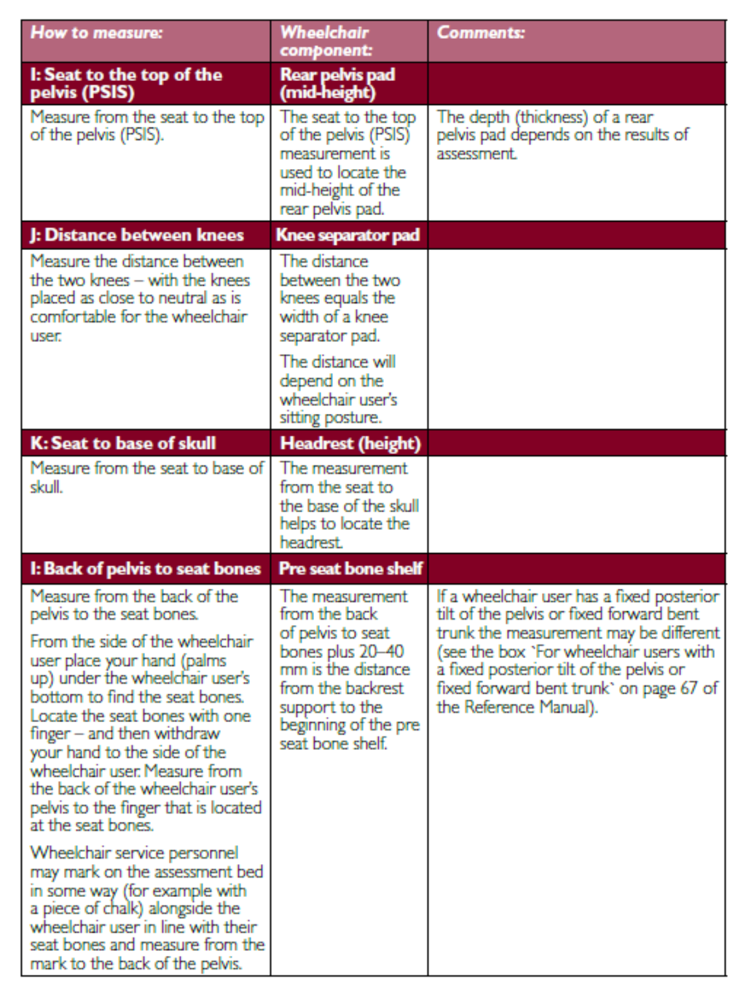 How to measure:
Wheelchair
component:
Comments:
I: Seat to the top of the
pelvis (PSIS)
Rear pelvis pad
(mid-height)
Measure from the seat to the top
of the pelvis (PSIS).
The seat to the top
of the pelvis (PSIS)
measurement is
used to locate the
mid-height of the
rear pelvis pad.
The depth (thickness) of a rear
pelvis pad depends on the results of
assessment.
J: Distance between knees
Knee separator pad
Measure the distance between
the two knees – with the knees
placed as close to neutral as is
comfortable for the wheelchair
user.
The distance
between the two
knees equals the
width of a knee
separator pad.
The distance will
depend on the
wheelchair user's
sitting posture.
K: Seat to base of skull
Headrest (height)
Measure from the seat to base of
skull.
The measurement
from the seat to
the base of the skull
helps to locate the
headrest.
I: Back of pelvis to seat bones
Pre seat bone shelf
Measure from the back of the
pelvis to the seat bones.
From the side of the wheelchair
user place your hand (palms
up) under the wheelchair user's
bottom to find the seat bones.
Locate the seat bones with one
finger – and then withdraw
your hand to the side of the
wheelchair user. Measure from
the back of the wheelchair user's
pelvis to the finger that is located
at the seat bones.
Wheelchair service personnel
may mark on the assessment bed
in some way (for example with
a piece of chalk) alongside the
wheelchair user in line with their
seat bones and measure from the
mark to the back of the pelvis.
The measurement
from the back
of pelvis to seat
bones plus 20–40
mm is the distance
from the backrest
support to the
beginning of the pre
seat bone shelf.
If a wheelchair user has a fixed posterior
tilt of the pelvis or fixed forward bent
trunk the measurement may be different
(see the box `For wheelchair users with
a fixed posterior tilt of the pelvis or
fixed forward bent trunk` on page 67 of
the Reference Manual).